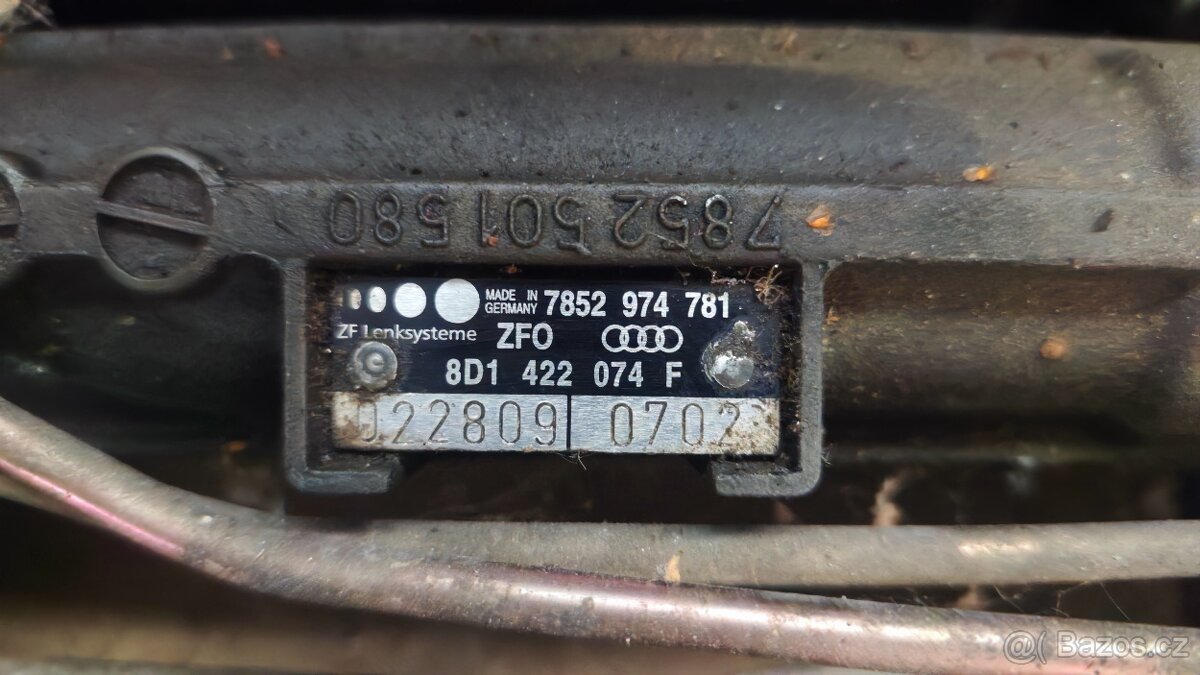 7852 501 580
MADE IN
GERMANY 7852 974 781
ZF Lenksysteme ZFO
8D1 422 074 F
022809 0702
@( Bazos.cz